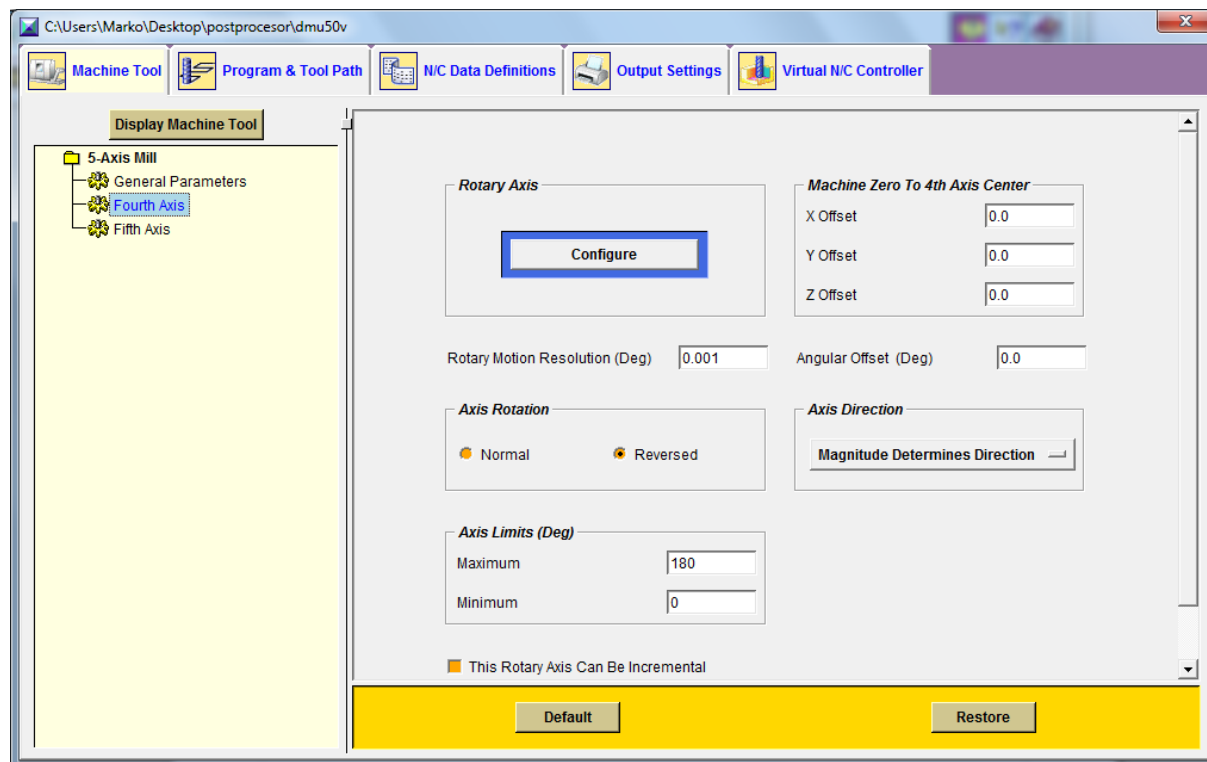 C:\Users\Marko\Desktop\postprocesor\dmu50v
Machine Tool
Program & Tool Path
N/C Data Definitions
Output Settings
Virtual N/C Controller
Display Machine Tool
5-Axis Mill
General Parameters
Fourth Axis
Fifth Axis
Rotary Axis
Configure
Machine Zero To 4th Axis Center
X Offset 0.0
Y Offset 0.0
Z Offset 0.0
Rotary Motion Resolution (Deg) 0.001
Angular Offset (Deg) 0.0
Axis Rotation
Normal Reversed
Axis Direction
Magnitude Determines Direction
Axis Limits (Deg)
Maximum 180
Minimum 0
This Rotary Axis Can Be Incremental
Default Restore